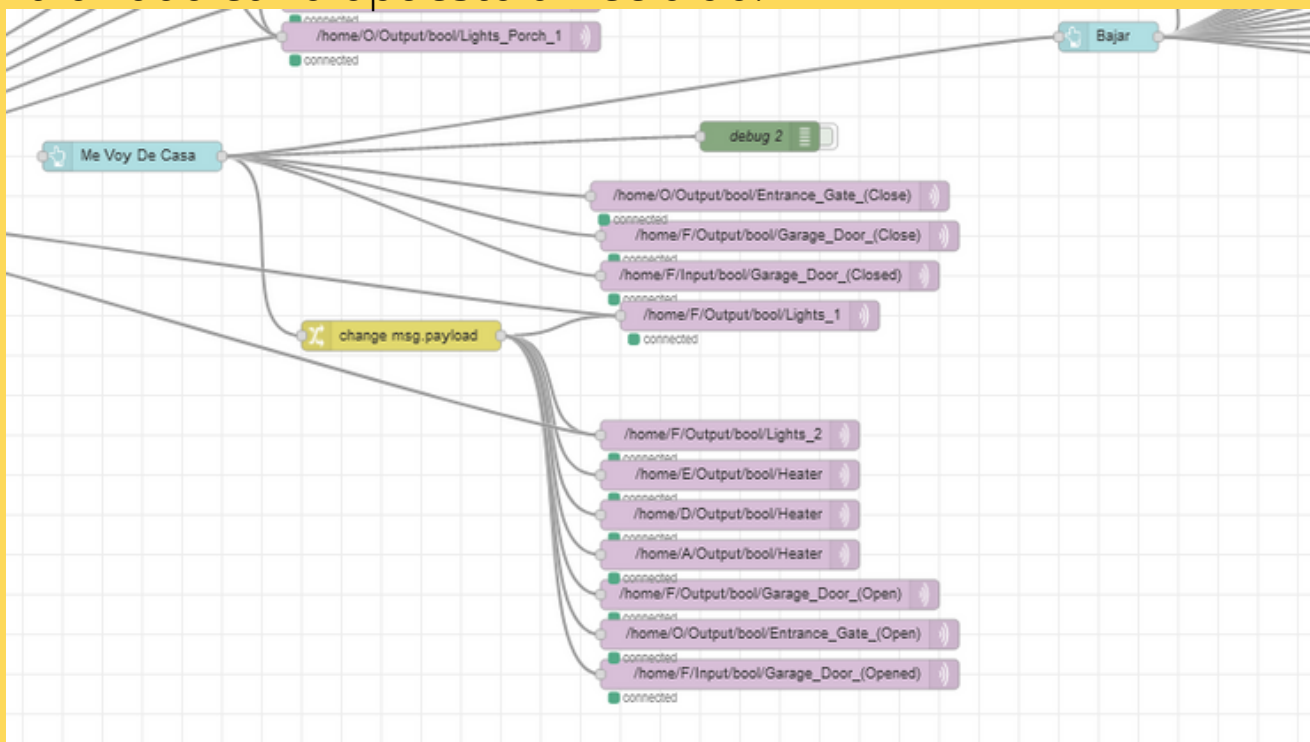 connected
/home/O/Output/bool/Lights_Porch_1
connected
Bajar
debug 2
Me Voy De Casa
/home/O/Output/bool/Entrance_Gate_(Close)
connected
/home/F/Output/bool/Garage_Door_(Close)
connected
/home/F/Input/bool/Garage_Door_(Closed)
connected
/home/F/Output/bool/Lights_1
change msg.payload
connected
/home/F/Output/bool/Lights_2
connected
/home/E/Output/bool/Heater
connected
/home/D/Output/bool/Heater
connected
/home/A/Output/bool/Heater
connected
/home/F/Output/bool/Garage_Door_(Open)
connected
/home/O/Output/bool/Entrance_Gate_(Open)
connected
/home/F/Input/bool/Garage_Door_(Opened)
connected